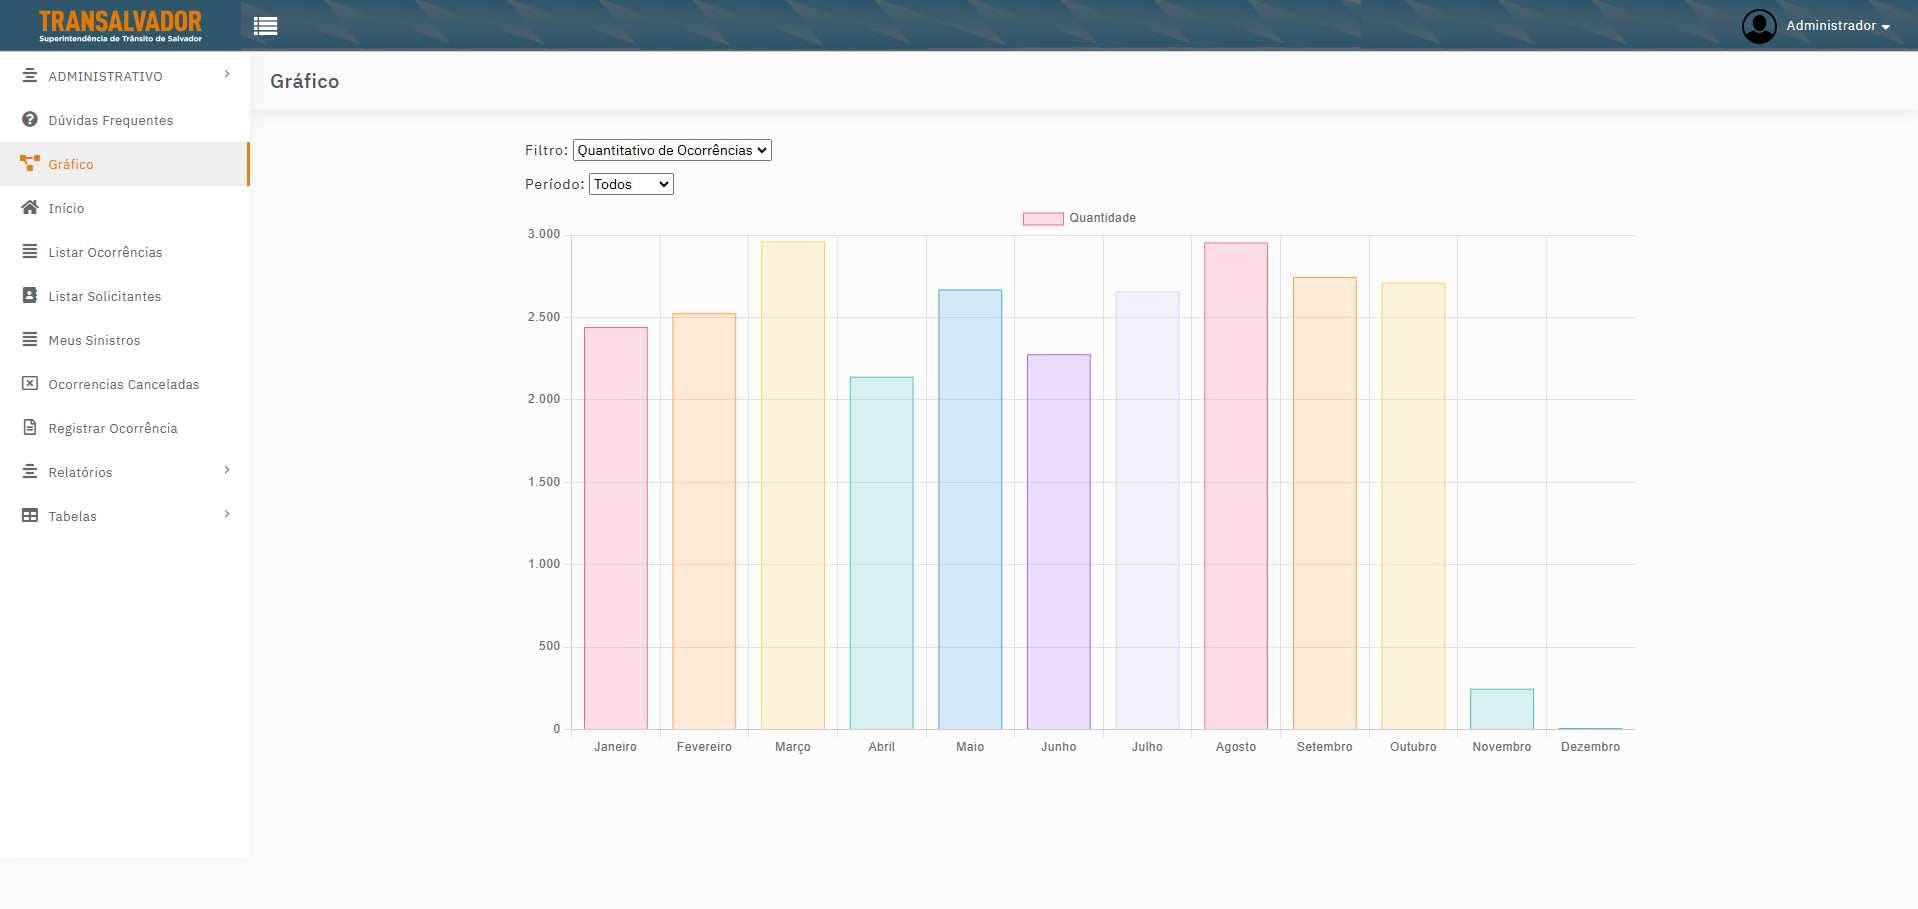 TRANSALVADOR
Superintendência de Trânsito de Salvador
Administrador
ADMINISTRATIVO
Dúvidas Frequentes
Gráfico
Início
Listar Ocorrências
Listar Solicitantes
Meus Sinistros
Ocorrencias Canceladas
Registrar Ocorrência
Relatórios
Tabelas
Gráfico
Filtro: Quantitativo de Ocorrências
Período: Todos
Quantidade
3.000
2.500
2.000
1.500
1.000
500
0
Janeiro Fevereiro Março Abril Maio Junho Julho Agosto Setembro Outubro Novembro Dezembro